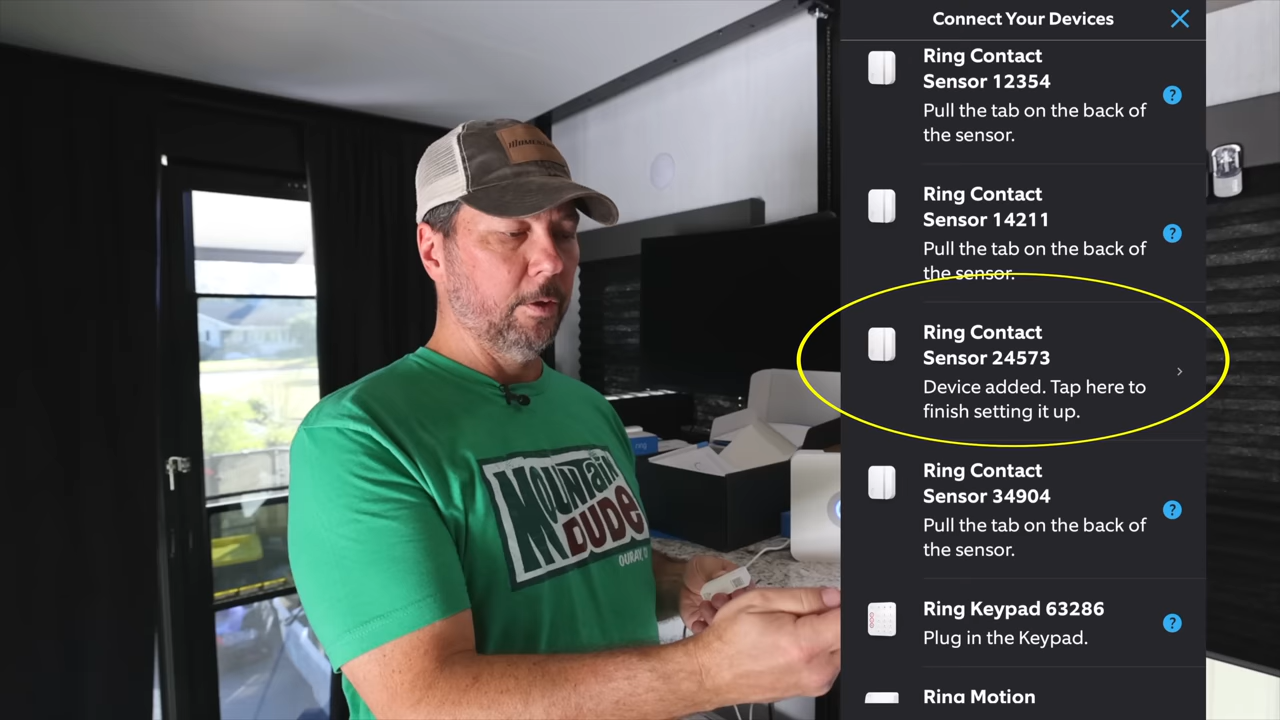 Connect Your Devices
Ring Contact
Sensor 12354
Pull the tab on the back of
the sensor.
?
Ring Contact
Sensor 14211
Pull the tab on the back of
the sensor.
?
Ring Contact
Sensor 24573
Device added. Tap here to
finish setting it up.
Ring Contact
Sensor 34904
Pull the tab on the back of
the sensor.
?
Ring Keypad 63286
Plug in the Keypad.
?
Ring Motion
MOUNTAIN
DUDE
OURAY,
ring